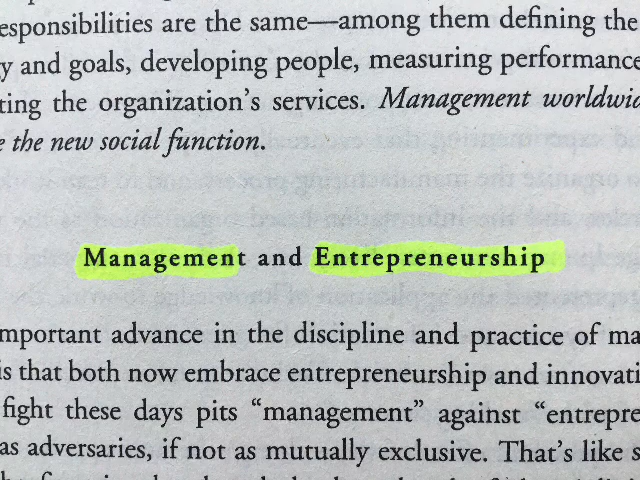 esponsibilities are the same—among them defining the
y and goals, developing people, measuring performance
ting the organization's services. Management worldwid
e the new social function.
Management and Entrepreneurship
mportant advance in the discipline and practice of ma
is that both now embrace entrepreneurship and innovati
fight these days pits “management” against “entrepre
as adversaries, if not as mutually exclusive. That's like s